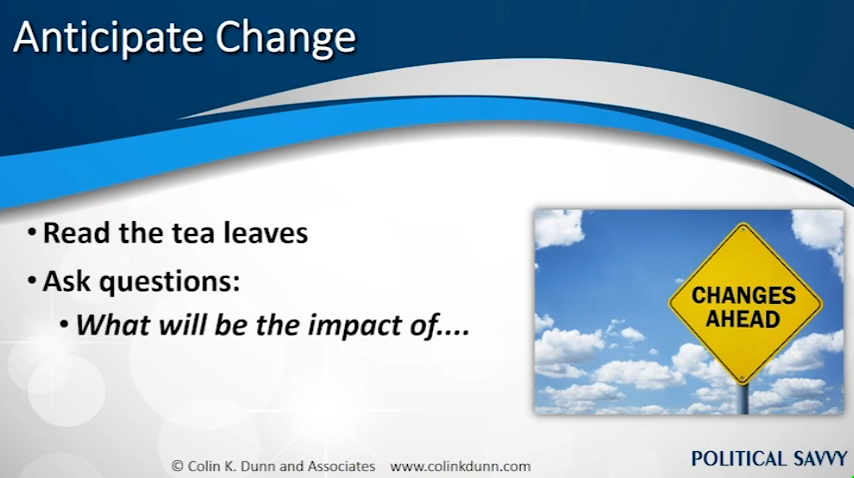 Anticipate Change
• Read the tea leaves
• Ask questions:
• What will be the impact of....
CHANGES
AHEAD
© Colin K. Dunn and Associates www.colinkdunn.com
POLITICAL SAVVY